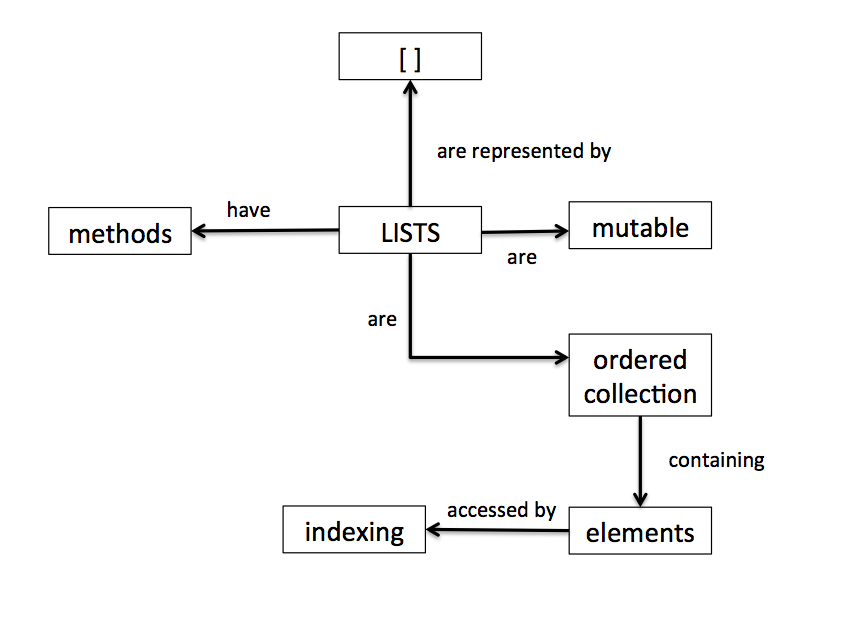 [ ]
are represented by
have
methods
LISTS
mutable
are
are
ordered
collection
containing
accessed by
indexing
elements